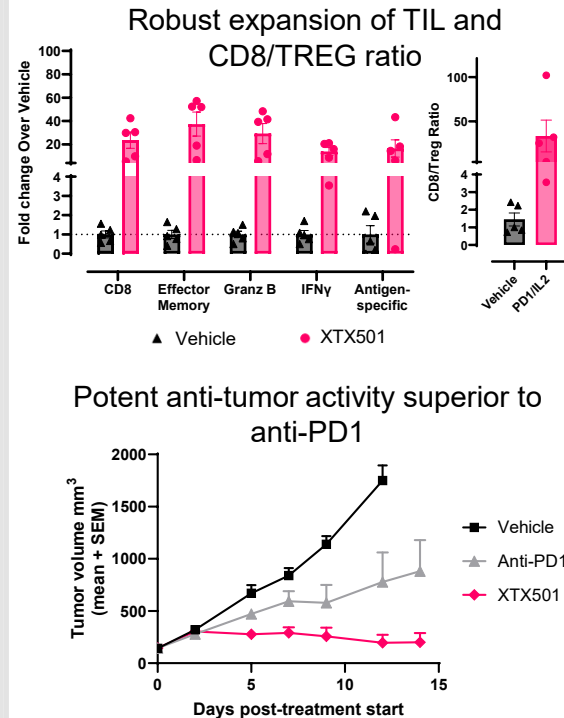 Robust expansion of TIL and
CD8/TREG ratio
Fold change Over Vehicle
100
80
60
40
20
4
3
2
1
0
CD8
Effector
Memory
Granz B
IFNγ
Antigen-
specific
Vehicle
XTX501
CD8/Treg Ratio
100
50
4
3
2
1
0
Vehicle
PD1/IL2
Potent anti-tumor activity superior to
anti-PD1
Tumor volume mm³
(mean + SEM)
2000
1500
1000
500
0
0
5
10
15
Days post-treatment start
Vehicle
Anti-PD1
XTX501